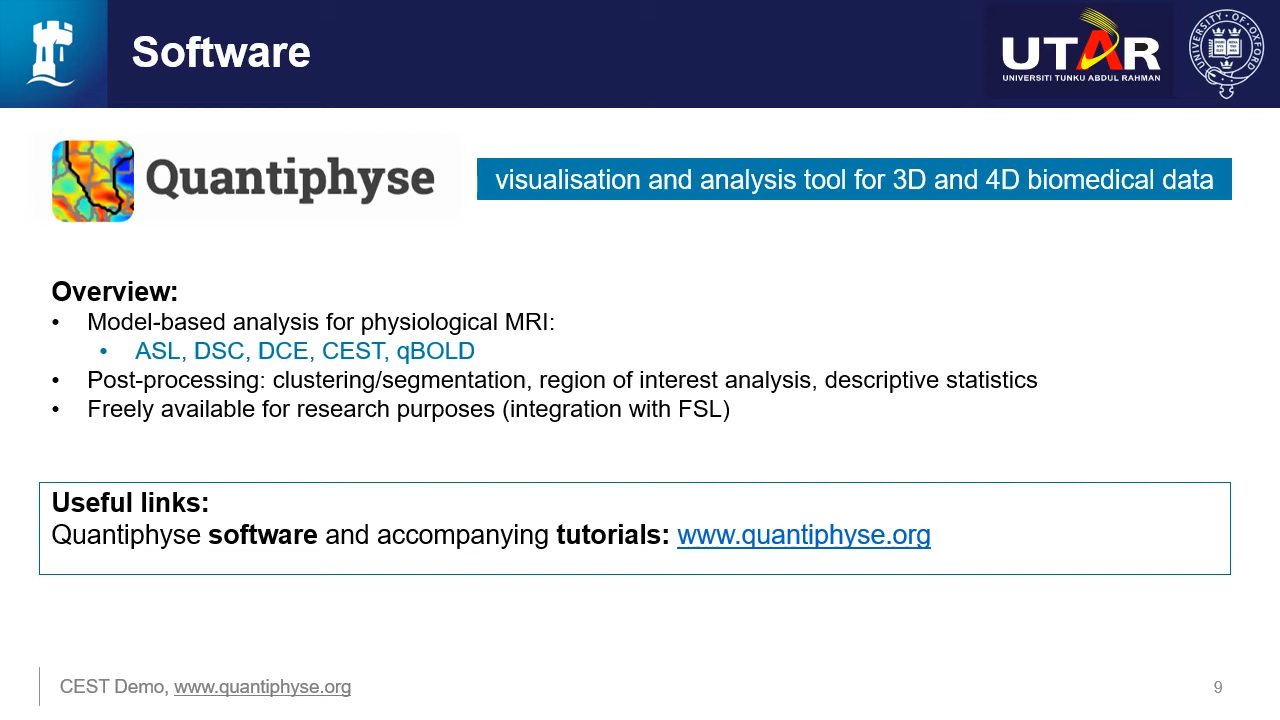 Software
UTAR
UNIVERSITI TUNKU ABDUL RAHMAN
UNIVERSITY · OF · OXFORD
Quantiphyse
visualisation and analysis tool for 3D and 4D biomedical data
Overview:
• Model-based analysis for physiological MRI:
• ASL, DSC, DCE, CEST, qBOLD
• Post-processing: clustering/segmentation, region of interest analysis, descriptive statistics
• Freely available for research purposes (integration with FSL)
Useful links:
Quantiphyse software and accompanying tutorials: www.quantiphyse.org
CEST Demo, www.quantiphyse.org
9